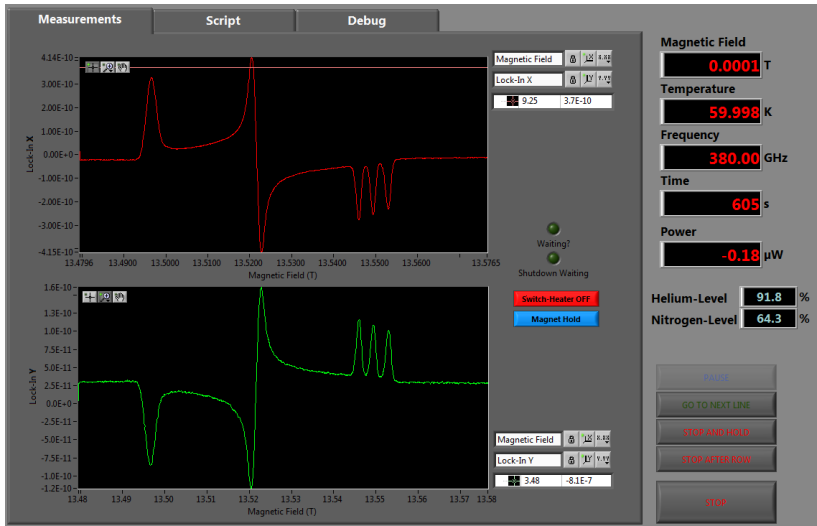 Measurements Script Debug
4.14E-10
3.00E-10
2.00E-10
1.00E-10
0.00E+0
-1.00E-10
-2.00E-10
-3.00E-10
-4.15E-10
Lock-In X
13.4796 13.4900 13.5000 13.5100 13.5200 13.5300 13.5400 13.5500 13.5600 13.5765
Magnetic Field (T)
Magnetic Field
Lock-In X
9.25 3.7E-10
Waiting?
Shutdown Waiting
Switch-Heater OFF
Magnet Hold
1.6E-10
1.3E-10
1.0E-10
7.5E-11
5.0E-11
2.5E-11
0.0E+0
-2.5E-11
-5.0E-11
-7.5E-11
-1.0E-10
-1.2E-10
Lock-In Y
13.48 13.49 13.50 13.51 13.52 13.53 13.54 13.55 13.56 13.57 13.58
Magnetic Field (T)
Magnetic Field
Lock-In Y
3.48 -8.1E-7
Magnetic Field
0.0001 T
Temperature
59.998 K
Frequency
380.00 GHz
Time
605 s
Power
-0.18 µW
Helium-Level 91.8 %
Nitrogen-Level 64.3 %
PAUSE
GO TO NEXT LINE
STOP AND HOLD
STOP AFTER ROW
STOP